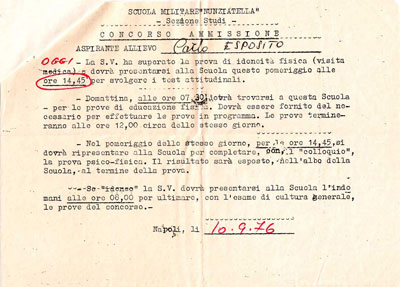 SCUOLA MILITARE "NUNZIATELLA"
- Sezione Studi -
CONCORSO AMMISSIONE
ASPIRANTE ALLIEVO Carlo ESPOSITO
OGGI - La S.V. ha superato la prova di idoneità fisica (visita
medica) - dovrà presentarsi alla Scuola questo pomeriggio alle
ore 14,45 per svolgere i test attitudinali.
- Domattina, alle ore 07,30 dovrà trovarsi a questa Scuola
- per le prove di educazione fisica. Dovrà essere fornito del ne-
cessario per effettuare le prove in programma. Le prove termine-
ranno alle ore 12,00 circa dello stesso giorno.
- Nel pomeriggio dello stesso giorno, per le ore 14,45, si
dovrà ripresentare alla Scuola per completare, con il "colloquio",
la prova psico-fisica. Il risultato sarà esposto, all'albo della
Scuola, al termine della prova.
- Se "idoneo" la S.V. dovrà presentarsi alla Scuola l'indo
mani alle ore 08,00 per ultimare, con l'esame di cultura generale,
le prove del concorso.-
Napoli, li 10.9.76